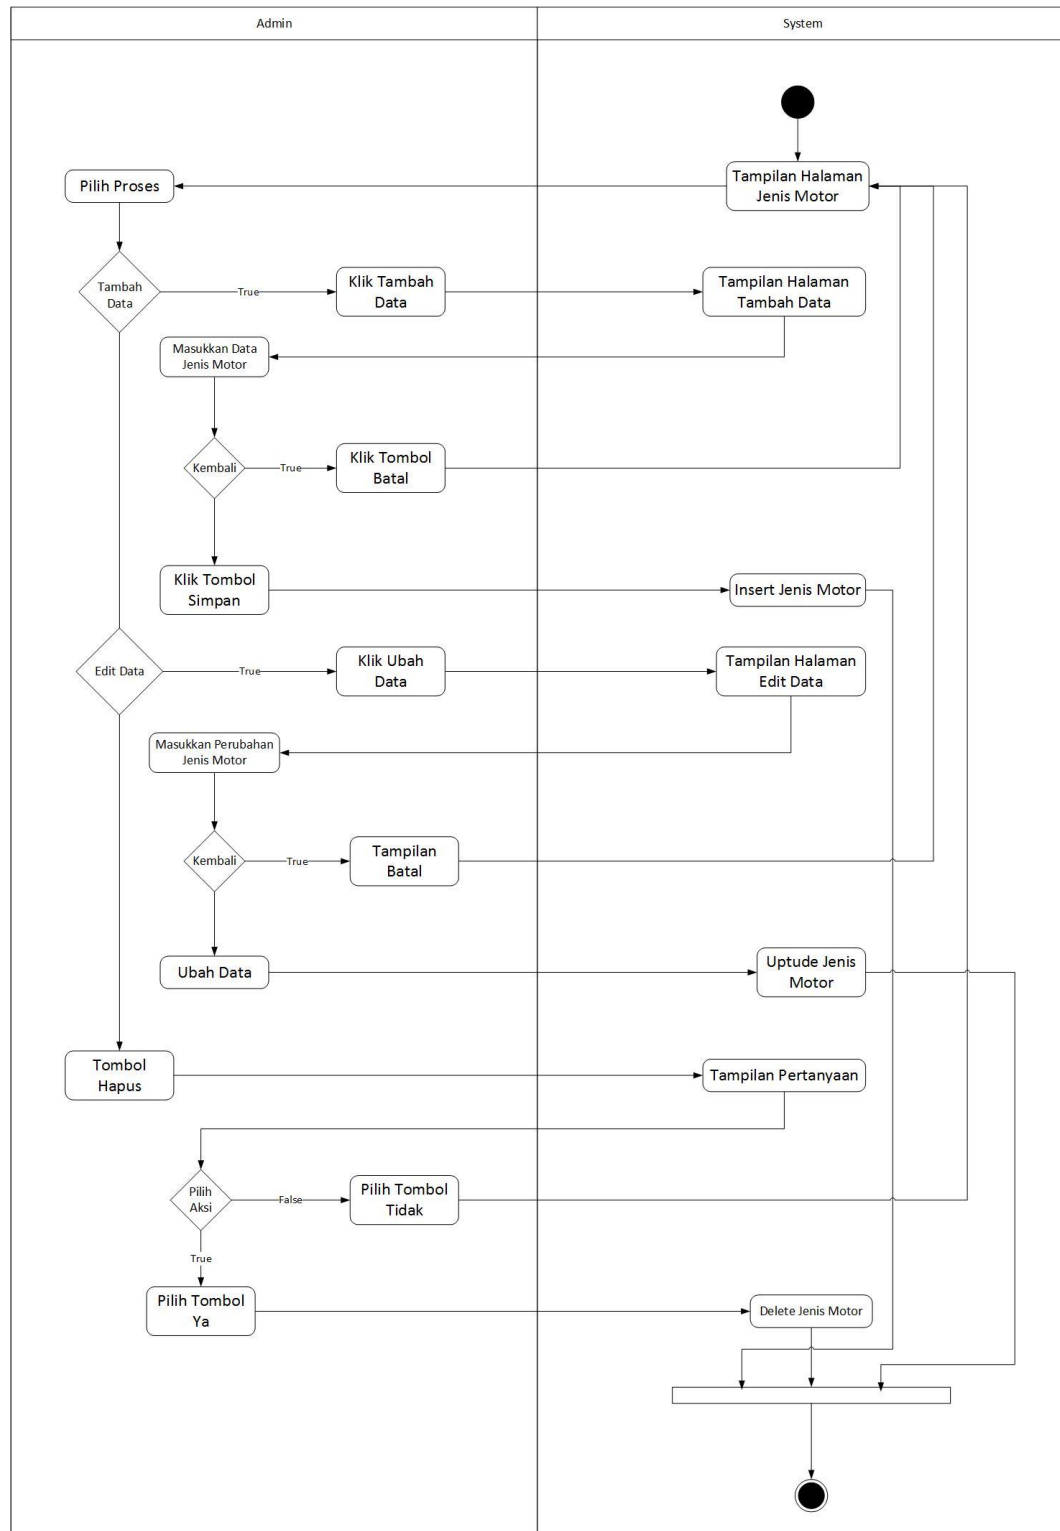 Admin
System
Tampilan Halaman
Jenis Motor
Pilih Proses
Tambah
Data
True
Klik Tambah
Data
Tampilan Halaman
Tambah Data
Masukkan Data
Jenis Motor
Kembali
True
Klik Tombol
Batal
Klik Tombol
Simpan
Insert Jenis Motor
Edit Data
True
Klik Ubah
Data
Tampilan Halaman
Edit Data
Masukkan Perubahan
Jenis Motor
Kembali
True
Tampilan
Batal
Ubah Data
Uptude Jenis
Motor
Tombol
Hapus
Tampilan Pertanyaan
Pilih
Aksi
False
Pilih Tombol
Tidak
True
Pilih Tombol
Ya
Delete Jenis Motor